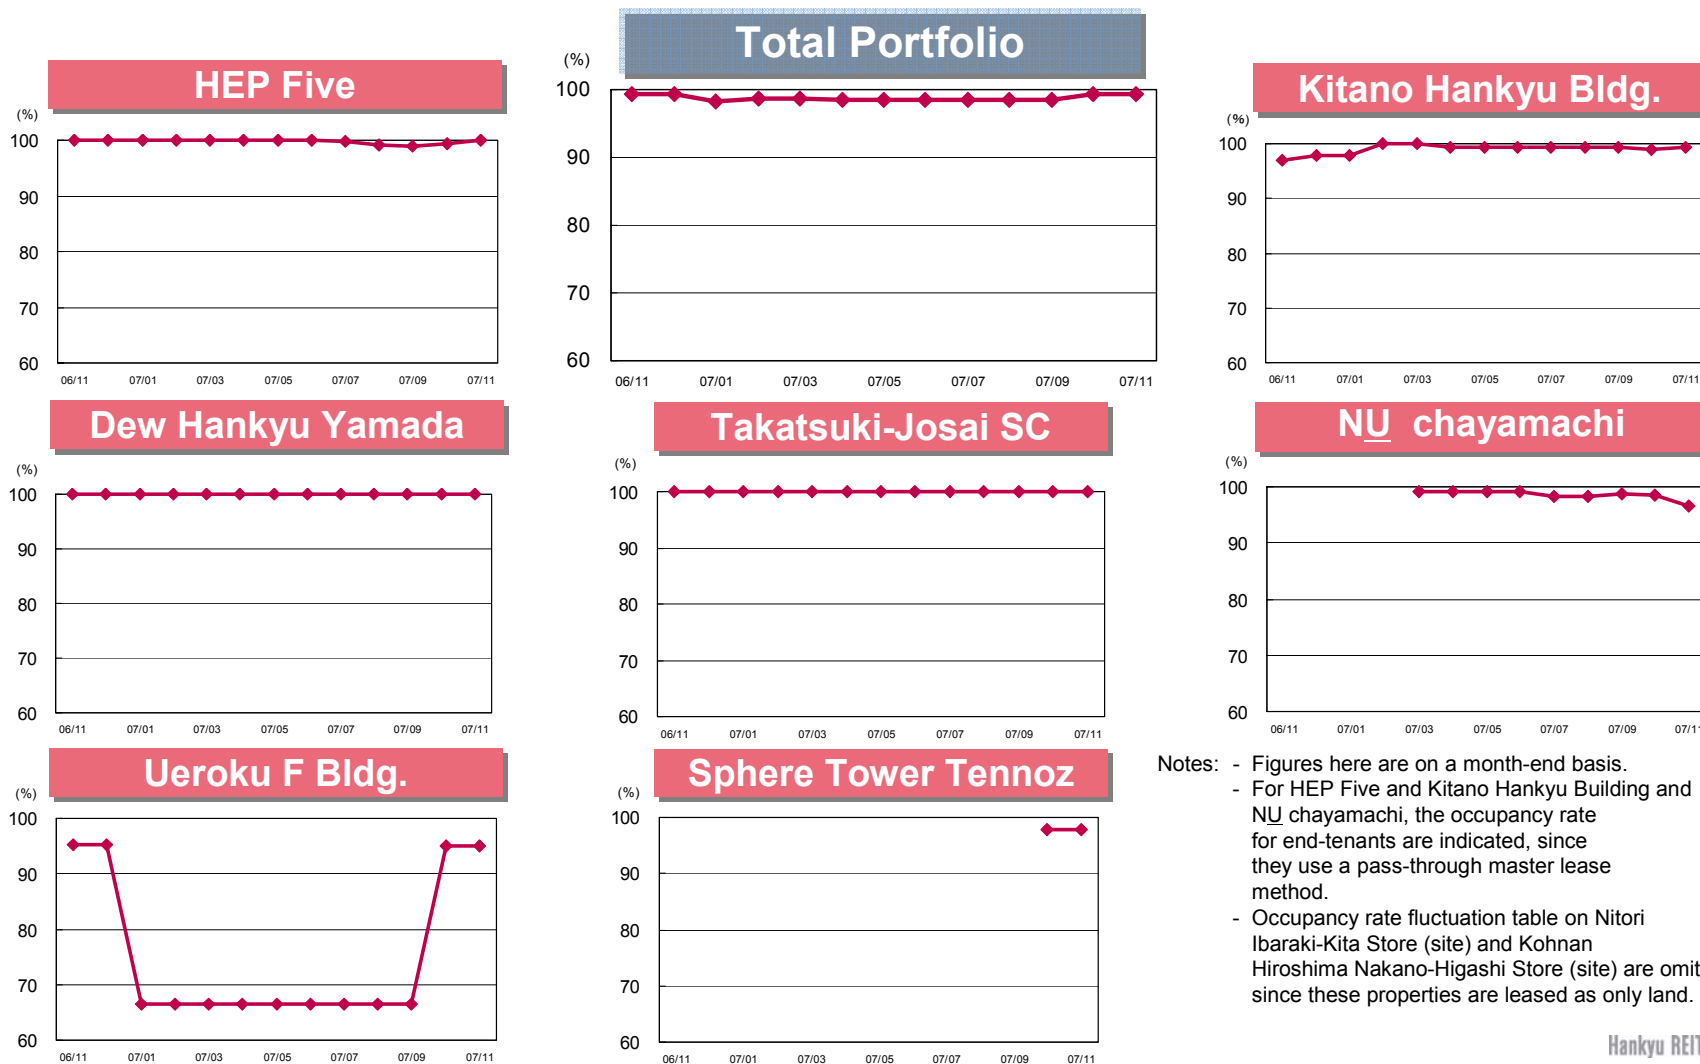 Total Portfolio
(%)
100
90
80
70
60
06/11 07/01 07/03 07/05 07/07 07/09 07/11
HEP Five
(%)
100
90
80
70
60
06/11 07/01 07/03 07/05 07/07 07/09 07/11
Kitano Hankyu Bldg.
(%)
100
90
80
70
60
06/11 07/01 07/03 07/05 07/07 07/09 07/11
Dew Hankyu Yamada
(%)
100
90
80
70
60
06/11 07/01 07/03 07/05 07/07 07/09 07/11
Takatsuki-Josai SC
(%)
100
90
80
70
60
06/11 07/01 07/03 07/05 07/07 07/09 07/11
NU chayamachi
(%)
100
90
80
70
60
06/11 07/01 07/03 07/05 07/07 07/09 07/11
Ueroku F Bldg.
(%)
100
90
80
70
60
06/11 07/01 07/03 07/05 07/07 07/09 07/11
Sphere Tower Tennoz
(%)
100
90
80
70
60
06/11 07/01 07/03 07/05 07/07 07/09 07/11
Notes: - Figures here are on a month-end basis.
- For HEP Five and Kitano Hankyu Building and
NU chayamachi, the occupancy rate
for end-tenants are indicated, since
they use a pass-through master lease
method.
- Occupancy rate fluctuation table on Nitori
Ibaraki-Kita Store (site) and Kohnan
Hiroshima Nakano-Higashi Store (site) are omit
since these properties are leased as only land.
Hankyu REIT